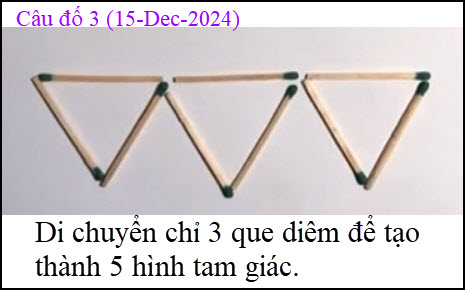 Câu đố 3 (15-Dec-2024)
Di chuyển chỉ 3 que diêm để tạo
thành 5 hình tam giác.